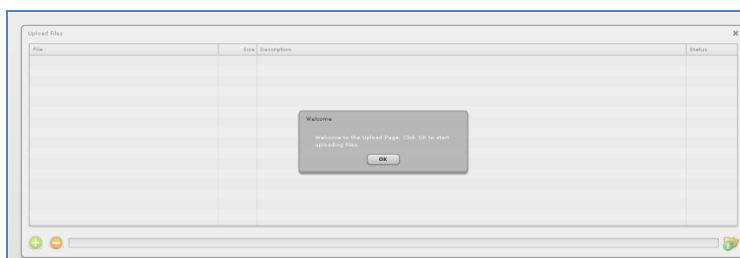 Upload Files
File Size Description Status
Welcome
Welcome to the Upload Page. Click OK to start
uploading files.
OK